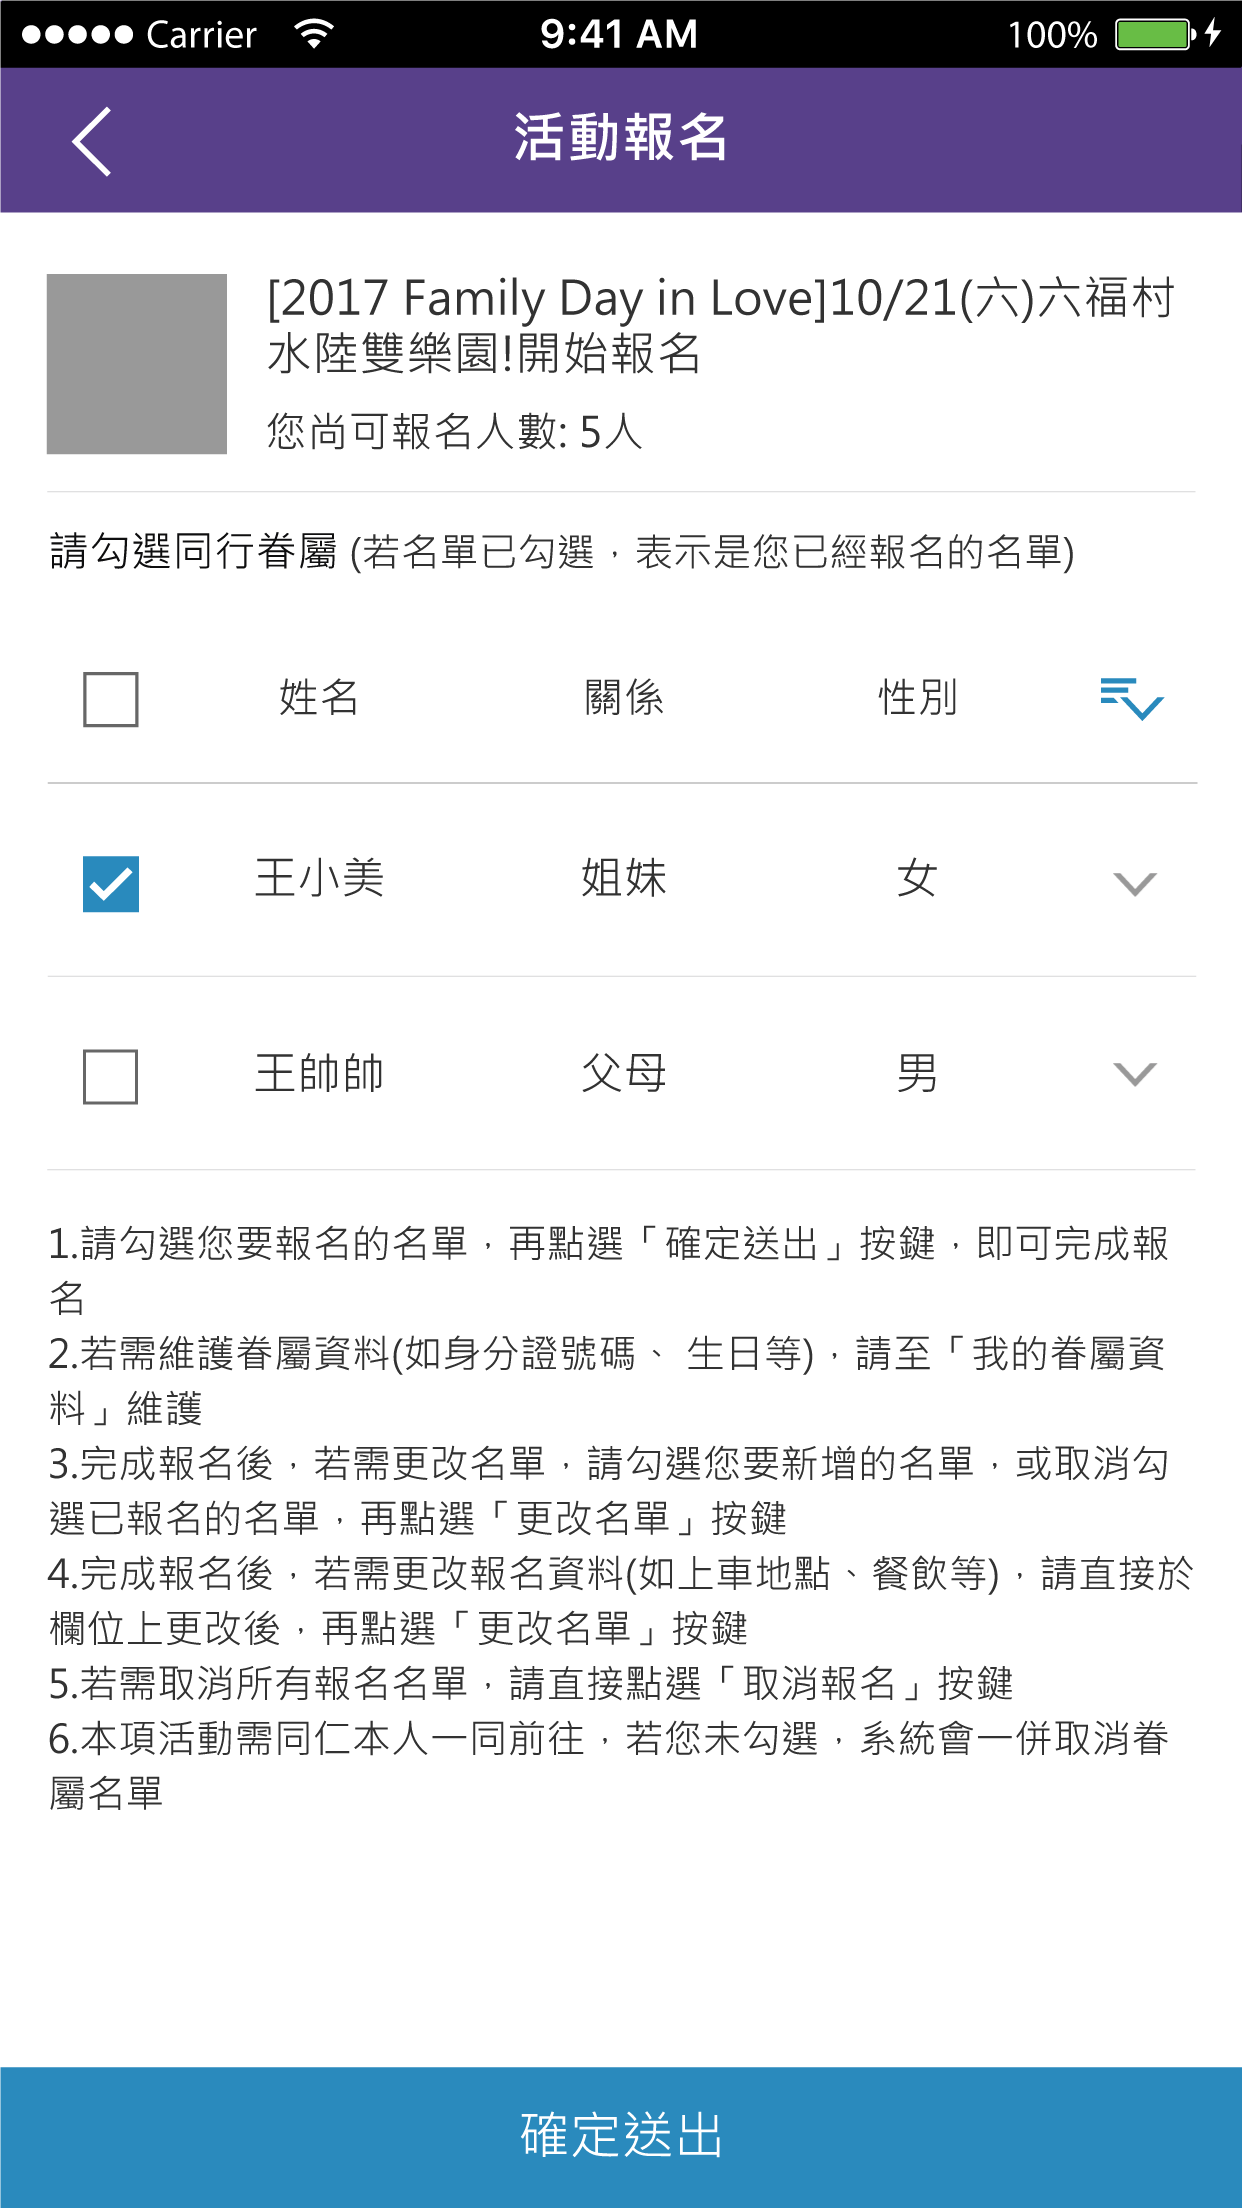 Carrier 9:41 AM 100%
活動報名
[2017 Family Day in Love]10/21(六)六福村
水陸雙樂園!開始報名
您尚可報名人數: 5人
請勾選同行眷屬 (若名單已勾選，表示是您已經報名的名單)
姓名 關係 性別
王小美 姐妹 女
王帥帥 父母 男
1.請勾選您要報名的名單，再點選「確定送出」按鍵，即可完成報
名
2.若需維護眷屬資料(如身分證號碼、 生日等)，請至「我的眷屬資
料」維護
3.完成報名後，若需更改名單，請勾選您要新增的名單，或取消勾
選已報名的名單，再點選「更改名單」按鍵
4.完成報名後，若需更改報名資料(如上車地點、餐飲等)，請直接於
欄位上更改後，再點選「更改名單」按鍵
5.若需取消所有報名名單，請直接點選「取消報名」按鍵
6.本項活動需同仁本人一同前往，若您未勾選，系統會一併取消眷
屬名單
確定送出